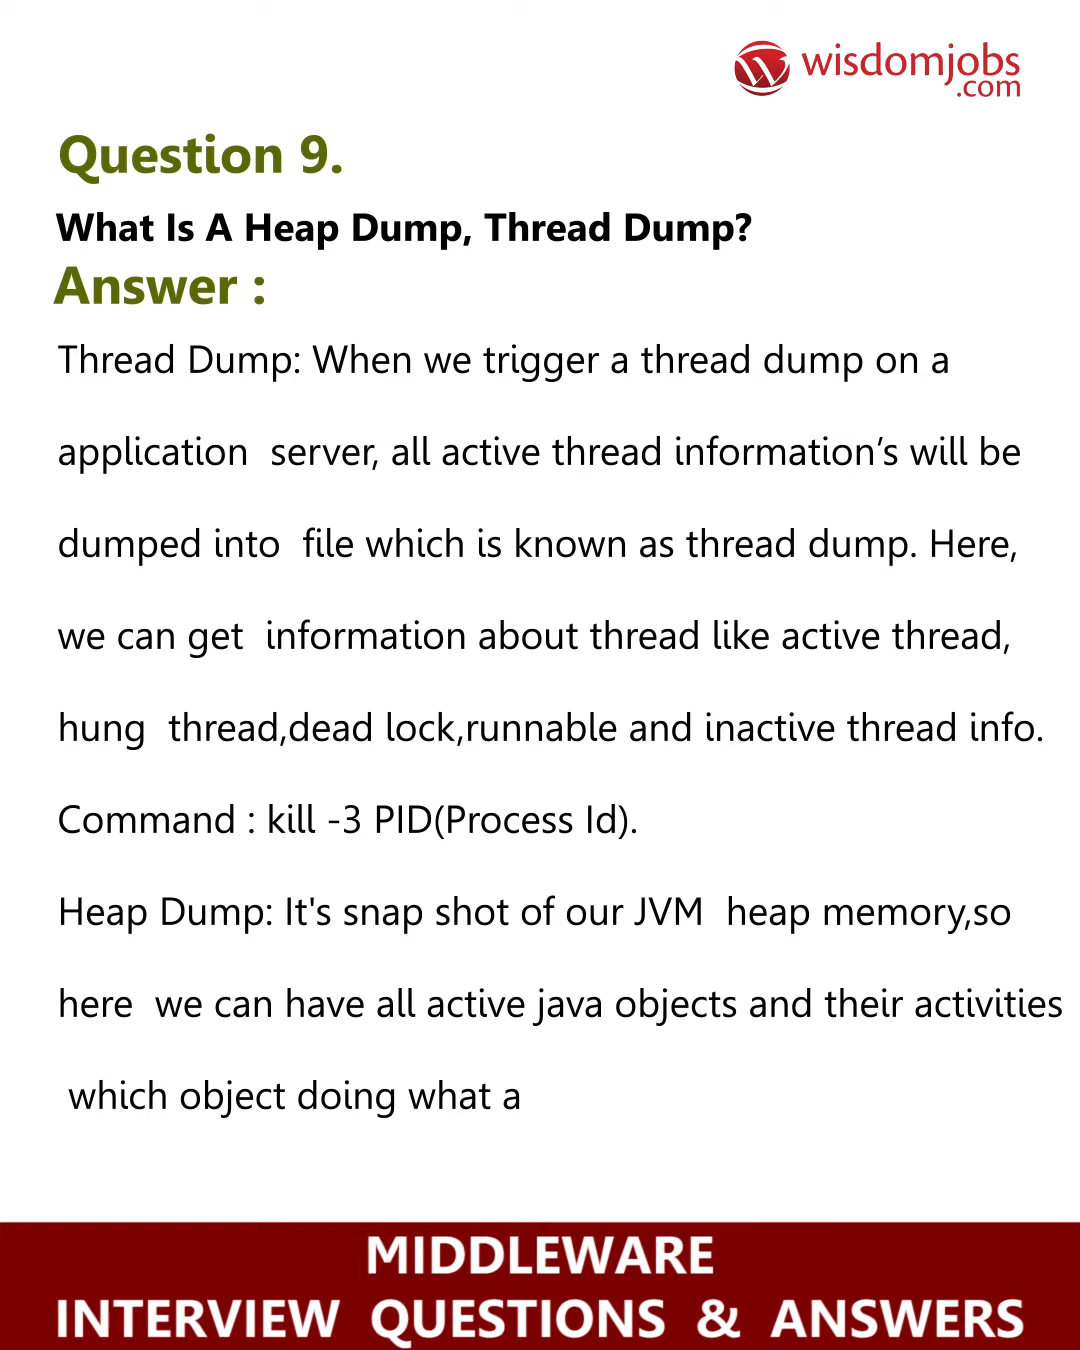 wisdomjobs
.com
Question 9.
What Is A Heap Dump, Thread Dump?
Answer :
Thread Dump: When we trigger a thread dump on a
application  server, all active thread information’s will be
dumped into  file which is known as thread dump. Here,
we can get  information about thread like active thread,
hung  thread,dead lock,runnable and inactive thread info.
Command : kill -3 PID(Process Id).
Heap Dump: It's snap shot of our JVM  heap memory,so
here  we can have all active java objects and their activities
which object doing what a
MIDDLEWARE
INTERVIEW QUESTIONS & ANSWERS